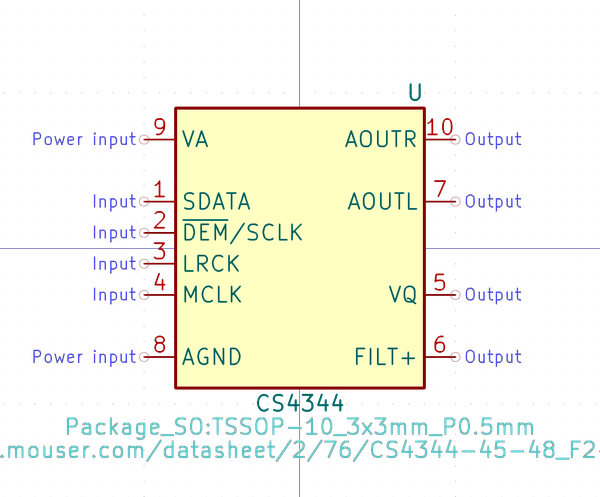 U
Power input 9 VA AOUTR 10 Output
Input 1 SDATA AOUTL 7 Output
Input 2 DEM/SCLK
Input 3 LRCK
Input 4 MCLK VQ 5 Output
Power input 8 AGND FILT+ 6 Output
CS4344
Package_SO:TSSOP-10_3x3mm_P0.5mm
.mouser.com/datasheet/2/76/CS4344-45-48_F2